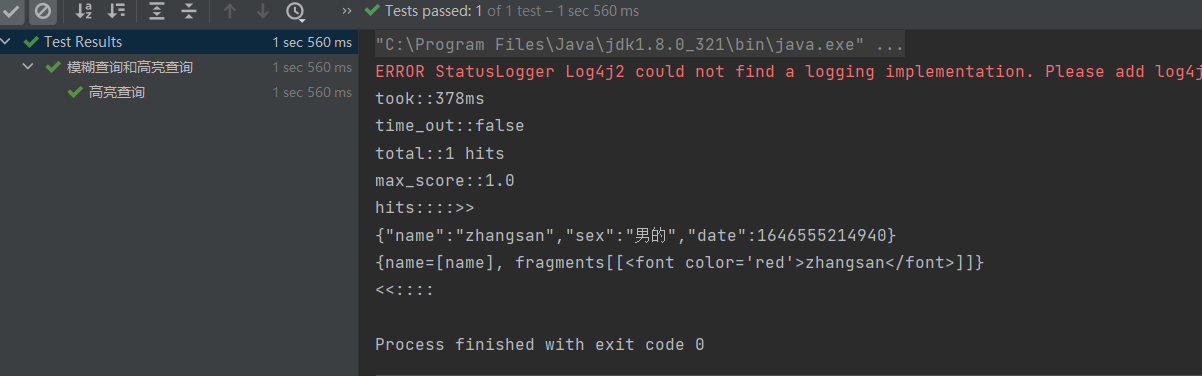 Tests passed: 1 of 1 test – 1 sec 560 ms
Test Results 1 sec 560 ms
模糊查询和高亮查询 1 sec 560 ms
高亮查询 1 sec 560 ms
"C:\Program Files\Java\jdk1.8.0_321\bin\java.exe" ...
ERROR StatusLogger Log4j2 could not find a logging implementation. Please add log4j
took::378ms
time_out::false
total::1 hits
max_score::1.0
hits::::>>
{"name":"zhangsan","sex":"男的","date":1646555214940}
{name=[name], fragments[[<font color='red'>zhangsan</font>]]}
<<::::
Process finished with exit code 0